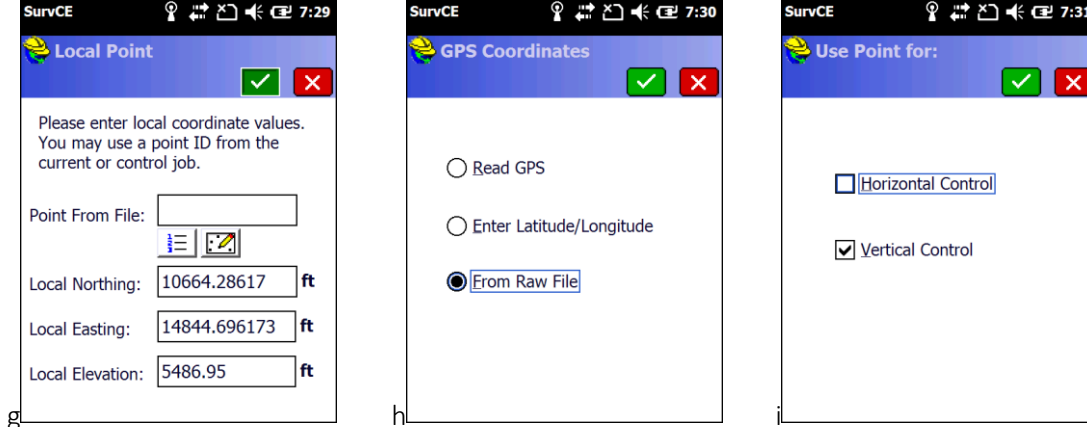 SurvCE 7:29
Local Point
Please enter local coordinate values.
You may use a point ID from the
current or control job.
Point From File:
Local Northing: 10664.28617 ft
Local Easting: 14844.696173 ft
Local Elevation: 5486.95 ft
g
SurvCE 7:30
GPS Coordinates
Read GPS
Enter Latitude/Longitude
From Raw File
h
SurvCE 7:31
Use Point for:
Horizontal Control
Vertical Control
i